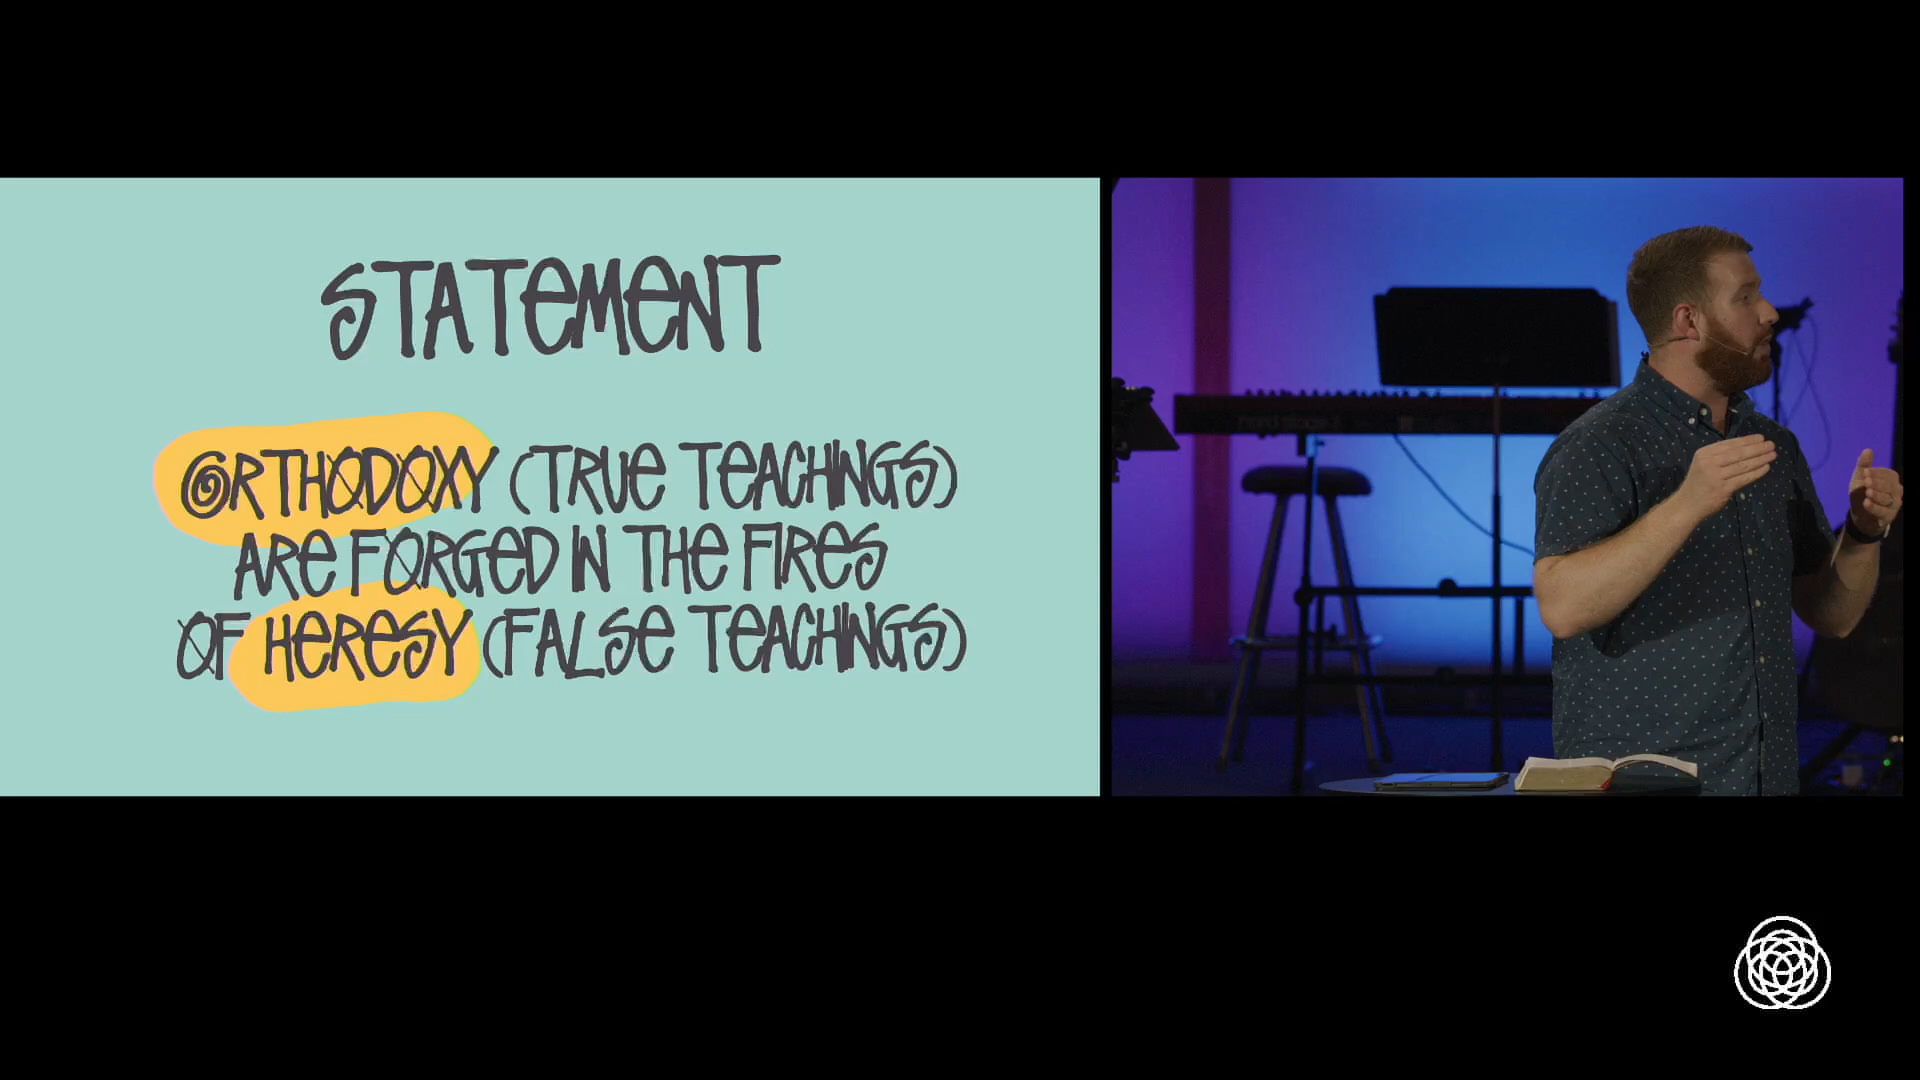 STATEMENT
ORTHODOXY (TRUE TEACHINGS)
ARE FORGED IN THE FIRES
OF HERESY (FALSE TEACHINGS)